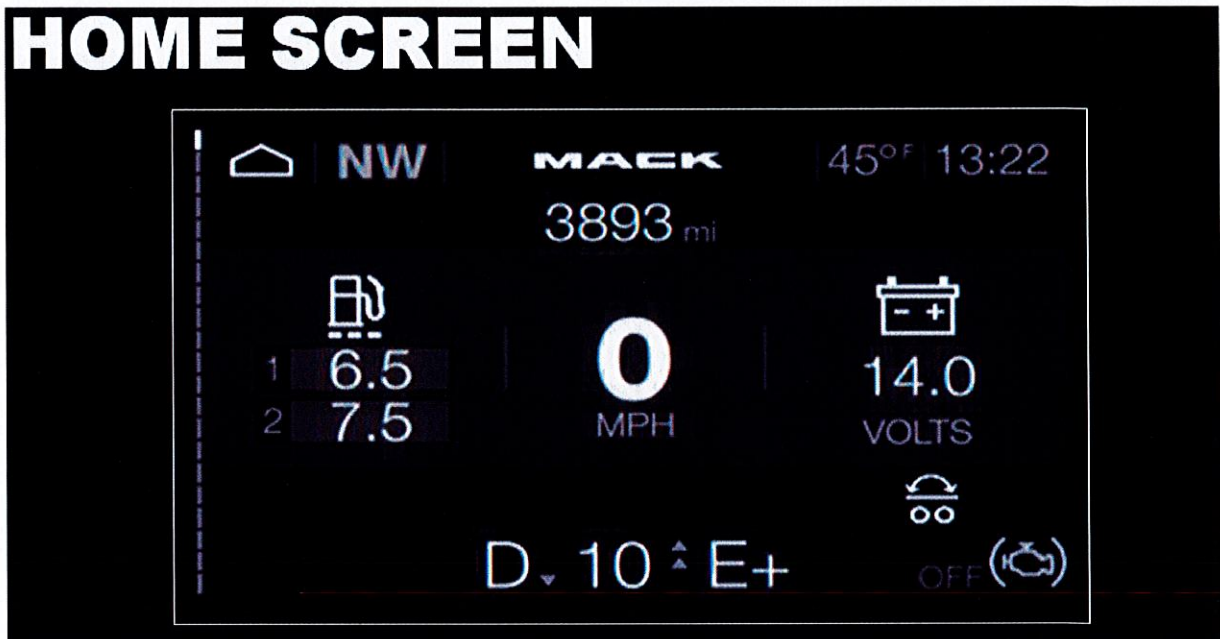 HOME SCREEN
NW MACK 45°F 13:22
3893 mi
1 6.5
2 7.5
0
MPH
- +
14.0
VOLTS
D 10 E+
OFF